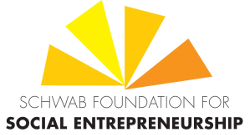 SCHWAB FOUNDATION FOR
SOCIAL ENTREPRENEURSHIP